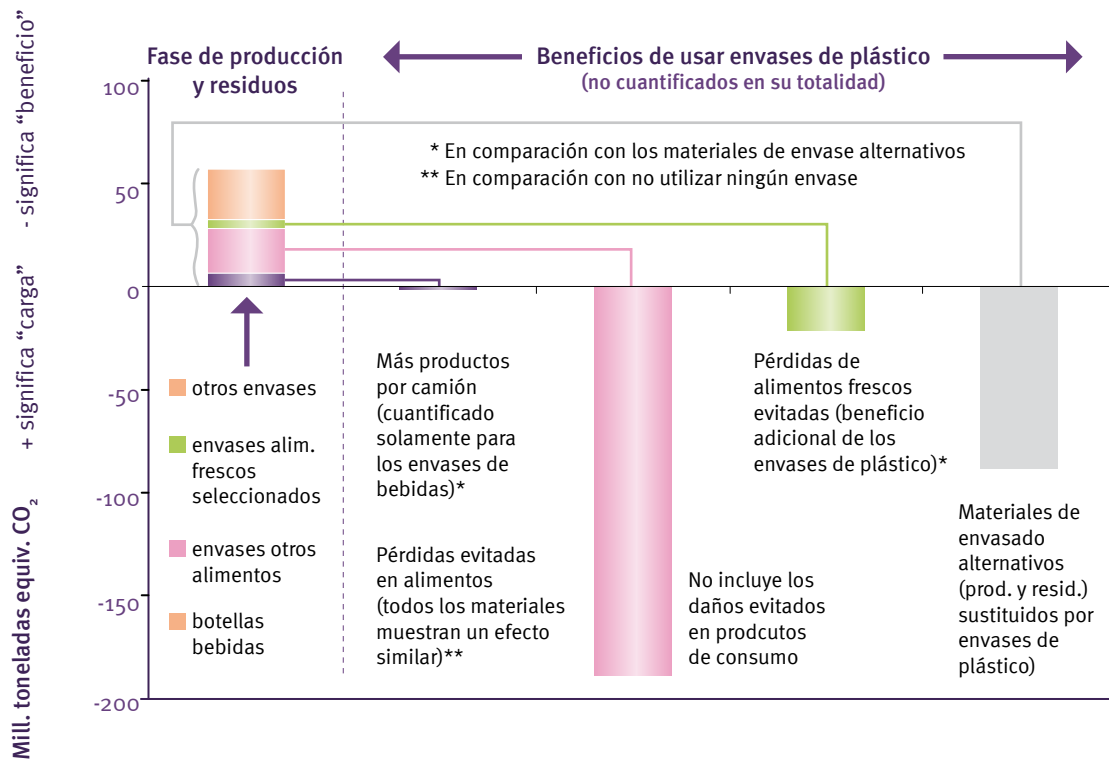 Fase de producción
y residuos
Beneficios de usar envases de plástico
(no cuantificados en su totalidad)
- significa “beneficio”
+ significa “carga”
Mill. toneladas equiv. CO₂
100
50
0
-50
-100
-150
-200
* En comparación con los materiales de envase alternativos
** En comparación con no utilizar ningún envase
otros envases
envases alim.
frescos
seleccionados
envases otros
alimentos
botellas
bebidas
Más productos
por camión
(cuantificado
solamente para
los envases de
bebidas)*
Pérdidas evitadas
en alimentos
(todos los materiales
muestran un efecto
similar)**
No incluye los
daños evitados
en prodcutos
de consumo
Pérdidas de
alimentos frescos
evitadas (beneficio
adicional de los
envases de plástico)*
Materiales de
envasado
alternativos
(prod. y resid.)
sustituidos por
envases de
plástico)